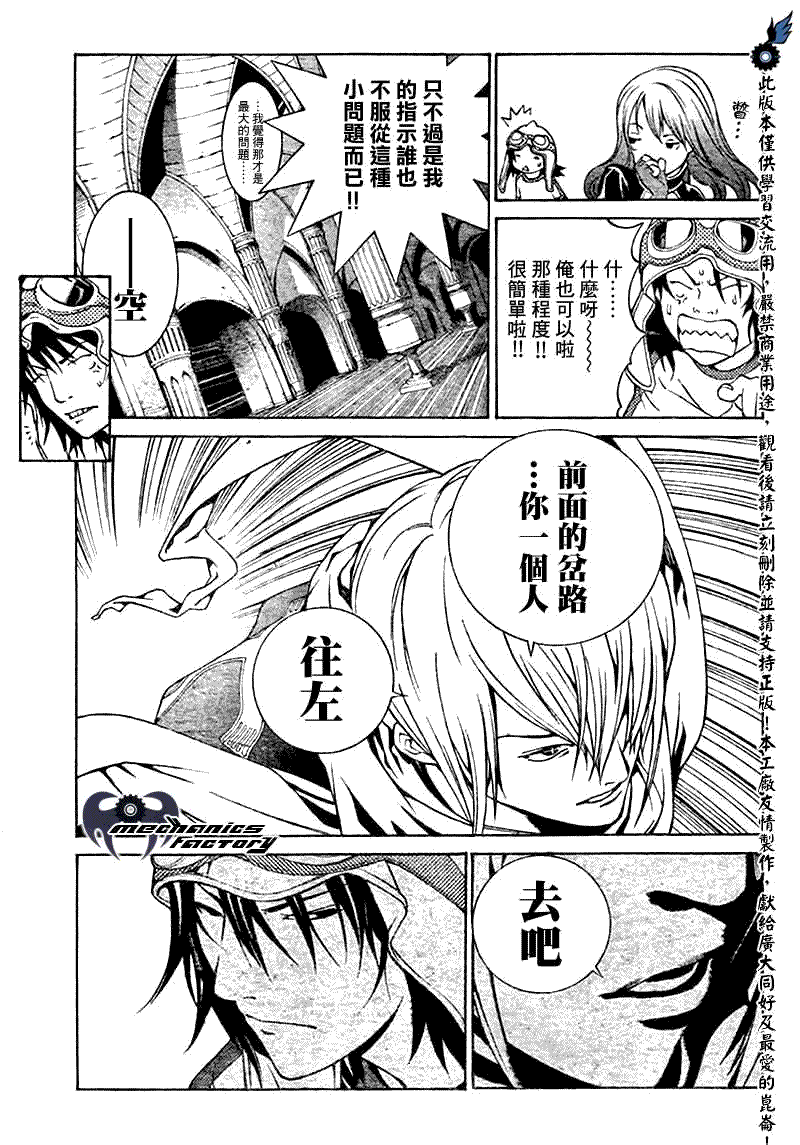 瞥…
什……
什麼呀~~~
俺也可以啦
那種程度!!
很簡單啦!!
只不過是我
的指示誰也
不服從這種
小問題而已!!
…我覺得那才是
最大的問題……
——空
前面的岔路
…你一個人
往左
去吧
mechanics
factory
此版本僅供學習交流用，嚴禁商業用途，觀看後請立刻刪除並請支持正版！本工廠友情製作，獻給廣大同好及最愛的崑崙！